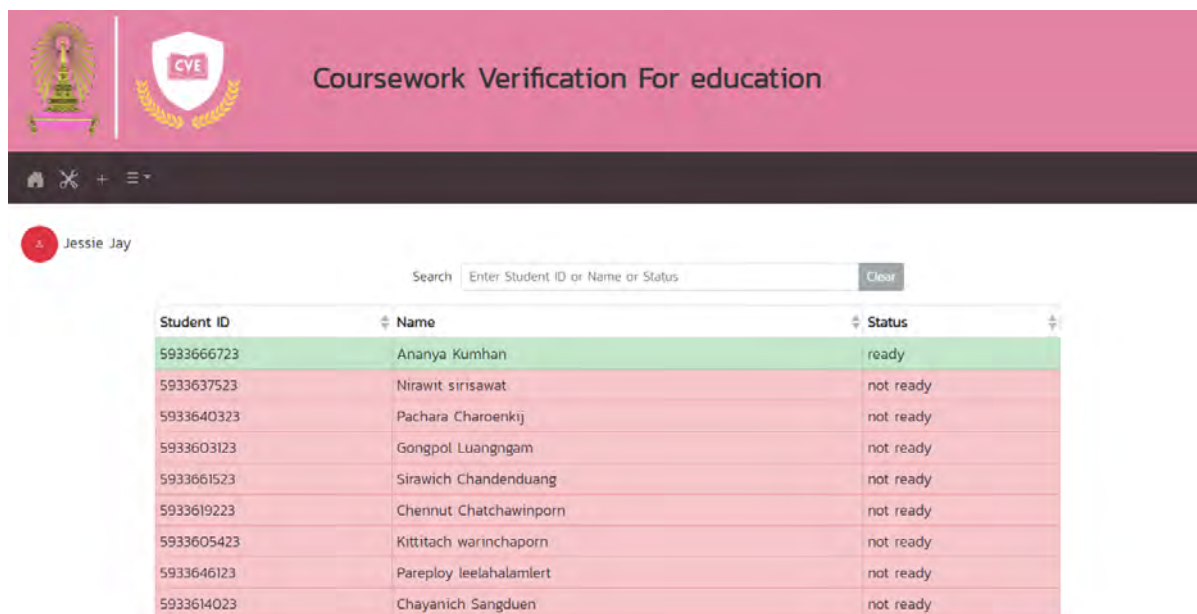 CVE
Coursework Verification For education
Jessie Jay
Search Enter Student ID or Name or Status Clear
Student ID Name Status
5933666723 Ananya Kumhan ready
5933637523 Nirawit sirisawat not ready
5933640323 Pachara Charoenkij not ready
5933603123 Gongpol Luangngam not ready
5933661523 Sirawich Chandenduang not ready
5933619223 Chennut Chatchawinporn not ready
5933605423 Kittitach warinchaporn not ready
5933646123 Pareploy leelahalamlert not ready
5933614023 Chayanich Sangduen not ready